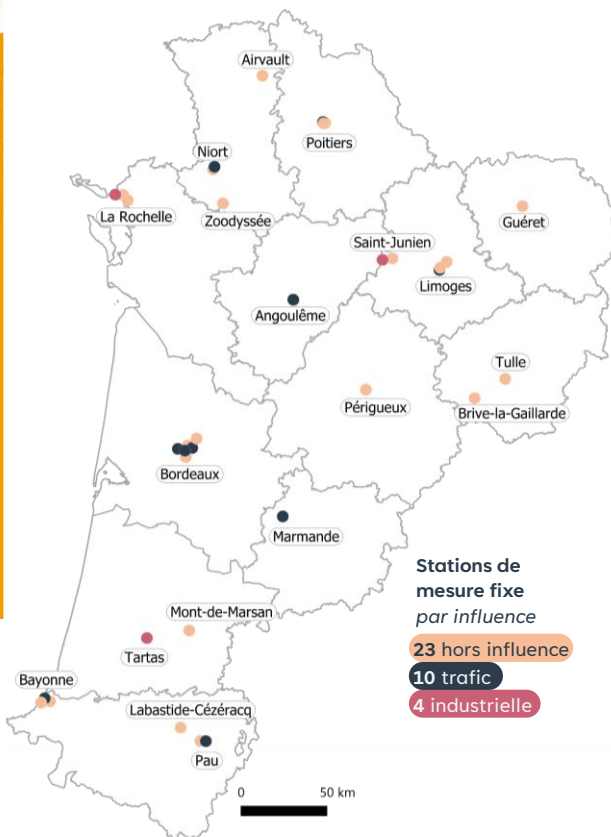 Airvault
Poitiers
Niort
La Rochelle
Zoodyssée
Guéret
Saint-Junien
Limoges
Angoulême
Tulle
Périgueux
Brive-la-Gaillarde
Bordeaux
Marmande
Stations de
mesure fixe
par influence
23 hors influence
10 trafic
4 industrielle
Mont-de-Marsan
Tartas
Bayonne
Labastide-Cézéracq
Pau
0 50 km